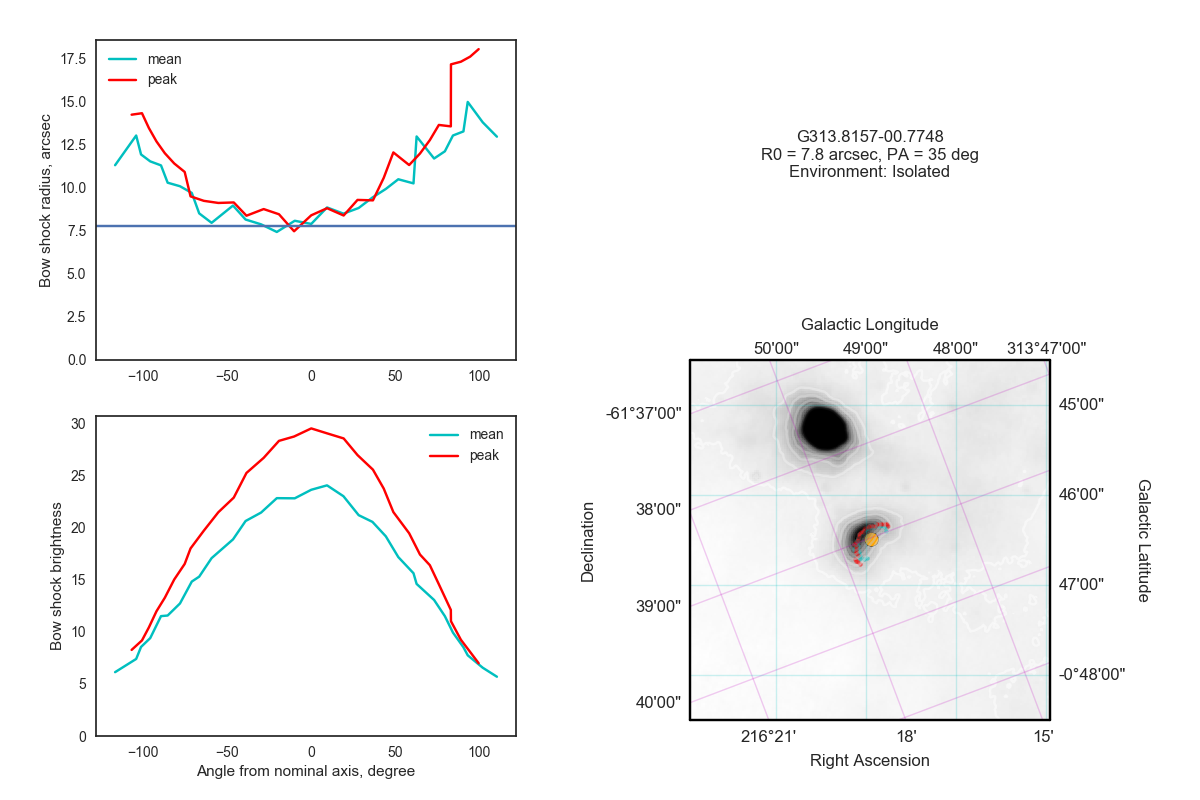 17.5
15.0
12.5
10.0
7.5
5.0
2.5
0.0
Bow shock radius, arcsec
mean
peak
−100
−50
0
50
100
30
25
20
15
10
5
0
Bow shock brightness
mean
peak
−100
−50
0
50
100
Angle from nominal axis, degree
G313.8157-00.7748
R0 = 7.8 arcsec, PA = 35 deg
Environment: Isolated
Galactic Longitude
50'00"
49'00"
48'00"
313°47'00"
-61°37'00"
38'00"
39'00"
40'00"
Declination
45'00"
46'00"
47'00"
-0°48'00"
Galactic Latitude
216°21'
18'
15'
Right Ascension